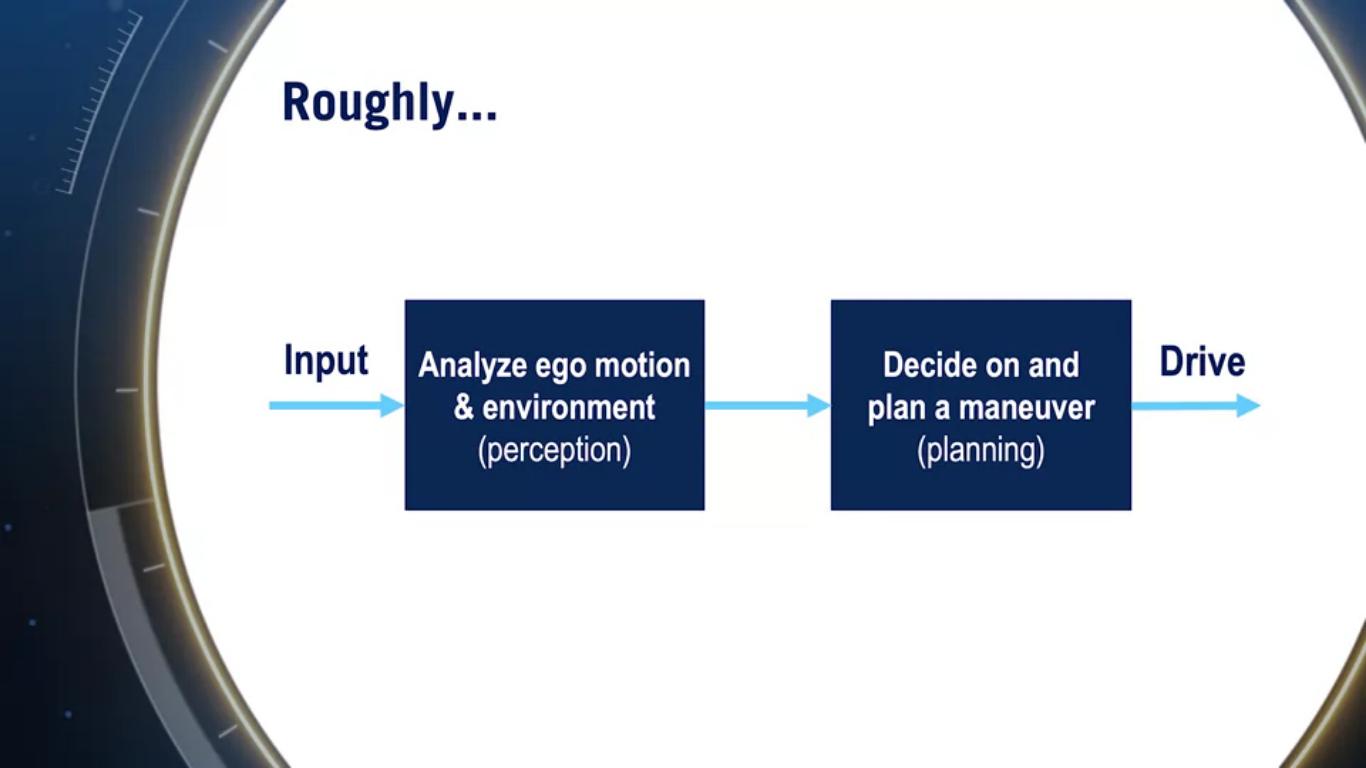 Roughly...
Input
Analyze ego motion
& environment
(perception)
Decide on and
plan a maneuver
(planning)
Drive